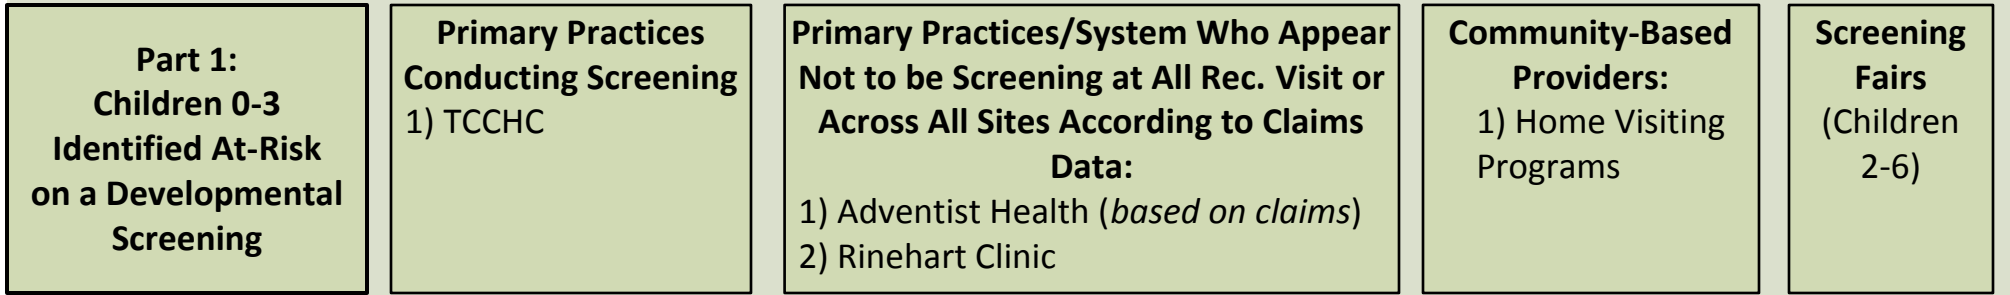 Part 1:
Children 0-3
Identified At-Risk
on a Developmental
Screening
Primary Practices
Conducting Screening
1) TCCHC
Primary Practices/System Who Appear
Not to be Screening at All Rec. Visit or
Across All Sites According to Claims
Data:
1) Adventist Health (based on claims)
2) Rinehart Clinic
Community-Based
Providers:
1) Home Visiting
Programs
Screening
Fairs
(Children
2-6)